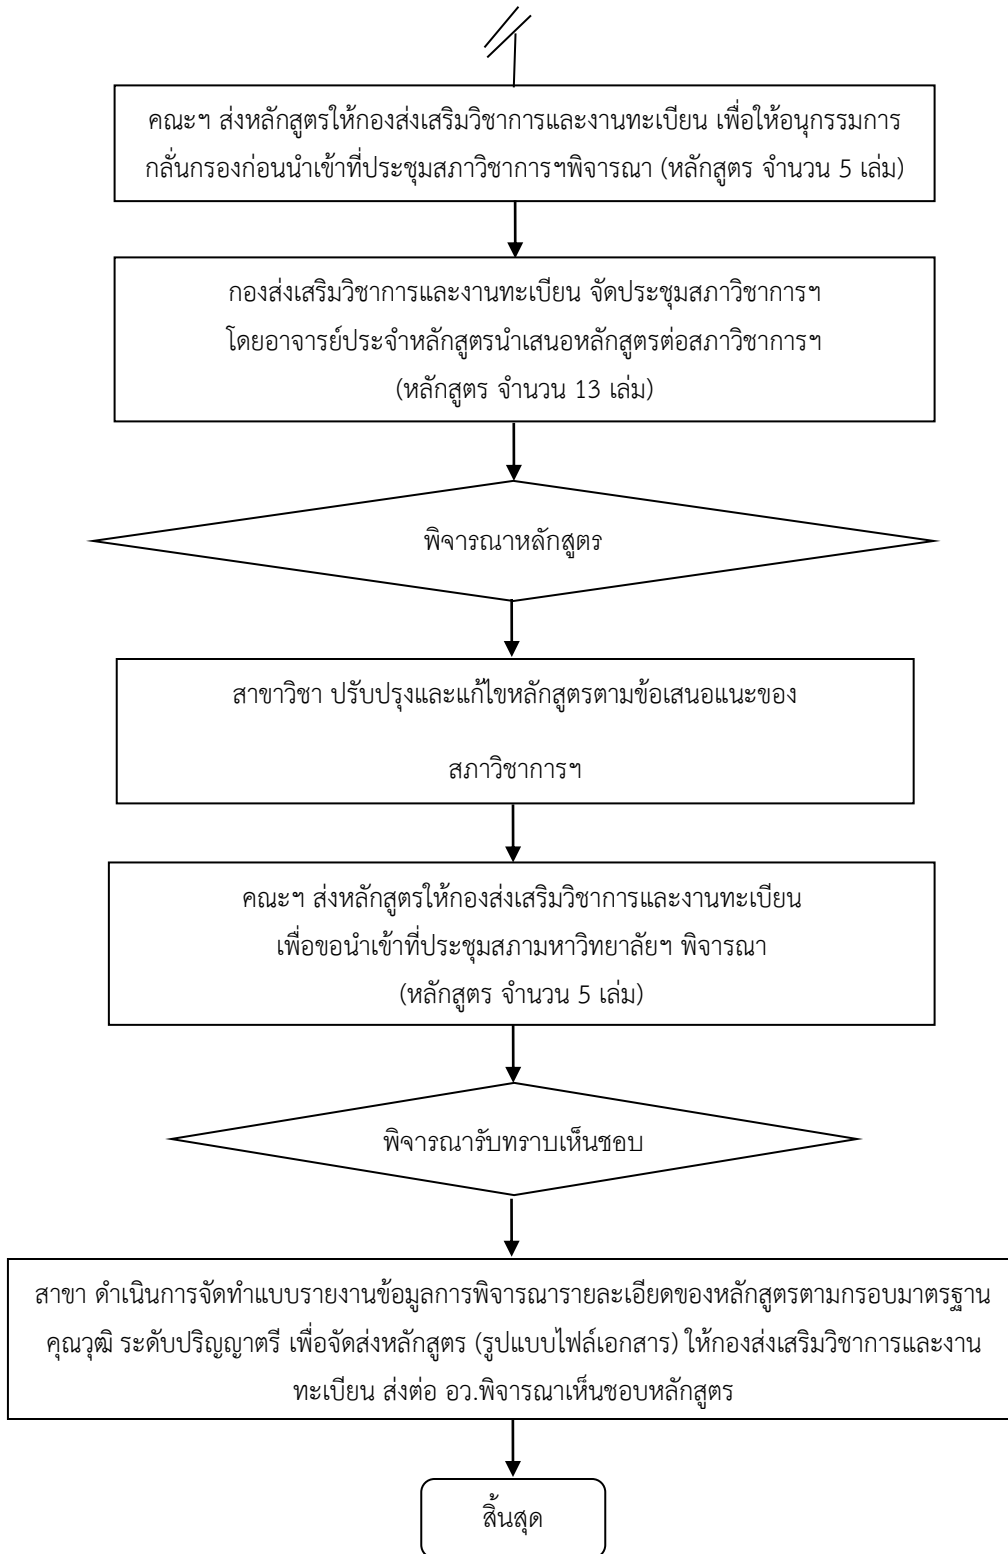 คณะฯ ส่งหลักสูตรให้กองส่งเสริมวิชาการและงานทะเบียน เพื่อให้อนุกรรมการ
กลั่นกรองก่อนนำเข้าที่ประชุมสภาวิชาการฯพิจารณา (หลักสูตร จำนวน 5 เล่ม)
กองส่งเสริมวิชาการและงานทะเบียน จัดประชุมสภาวิชาการฯ
โดยอาจารย์ประจำหลักสูตรนำเสนอหลักสูตรต่อสภาวิชาการฯ
(หลักสูตร จำนวน 13 เล่ม)
พิจารณาหลักสูตร
สาขาวิชา ปรับปรุงและแก้ไขหลักสูตรตามข้อเสนอแนะของ
สภาวิชาการฯ
คณะฯ ส่งหลักสูตรให้กองส่งเสริมวิชาการและงานทะเบียน
เพื่อขอนำเข้าที่ประชุมสภามหาวิทยาลัยฯ พิจารณา
(หลักสูตร จำนวน 5 เล่ม)
พิจารณารับทราบเห็นชอบ
สาขา ดำเนินการจัดทำแบบรายงานข้อมูลการพิจารณารายละเอียดของหลักสูตรตามกรอบมาตรฐาน
คุณวุฒิ ระดับปริญญาตรี เพื่อจัดส่งหลักสูตร (รูปแบบไฟล์เอกสาร) ให้กองส่งเสริมวิชาการและงาน
ทะเบียน ส่งต่อ อว.พิจารณาเห็นชอบหลักสูตร
สิ้นสุด